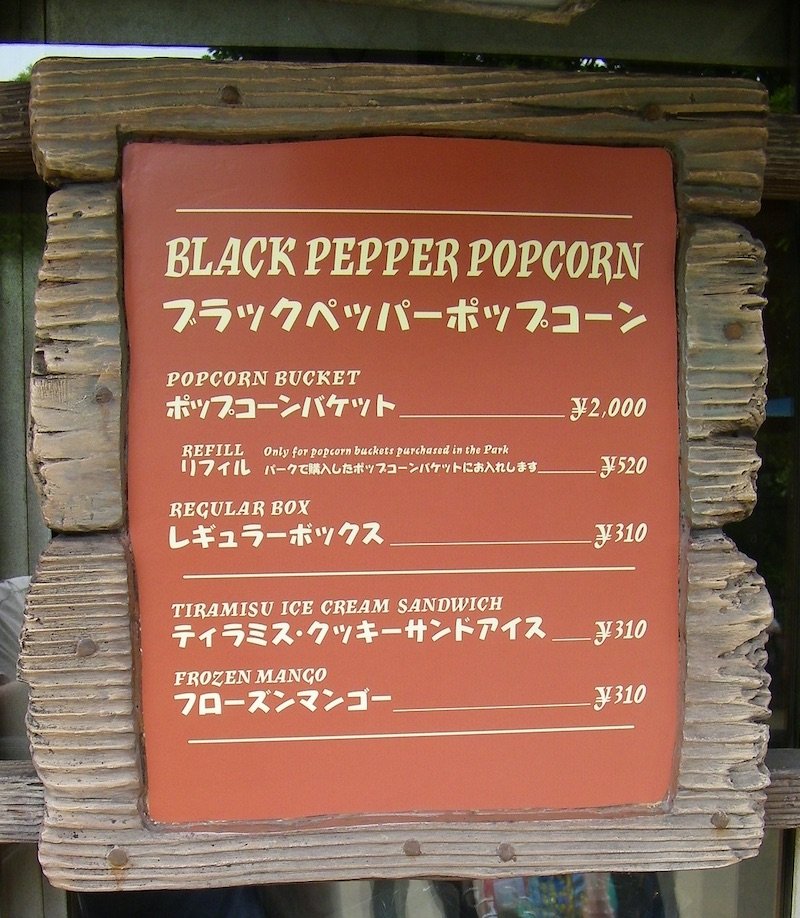 BLACK PEPPER POPCORN
ブラックペッパーポップコーン
POPCORN BUCKET
ポップコーンバケット ¥2,000
REFILL Only for popcorn buckets purchased in the Park
リフィル パークで購入したポップコーンバケットにお入れします ¥520
REGULAR BOX
レギュラーボックス ¥310
TIRAMISU ICE CREAM SANDWICH
ティラミス・クッキーサンドアイス ¥310
FROZEN MANGO
フローズンマンゴー ¥310